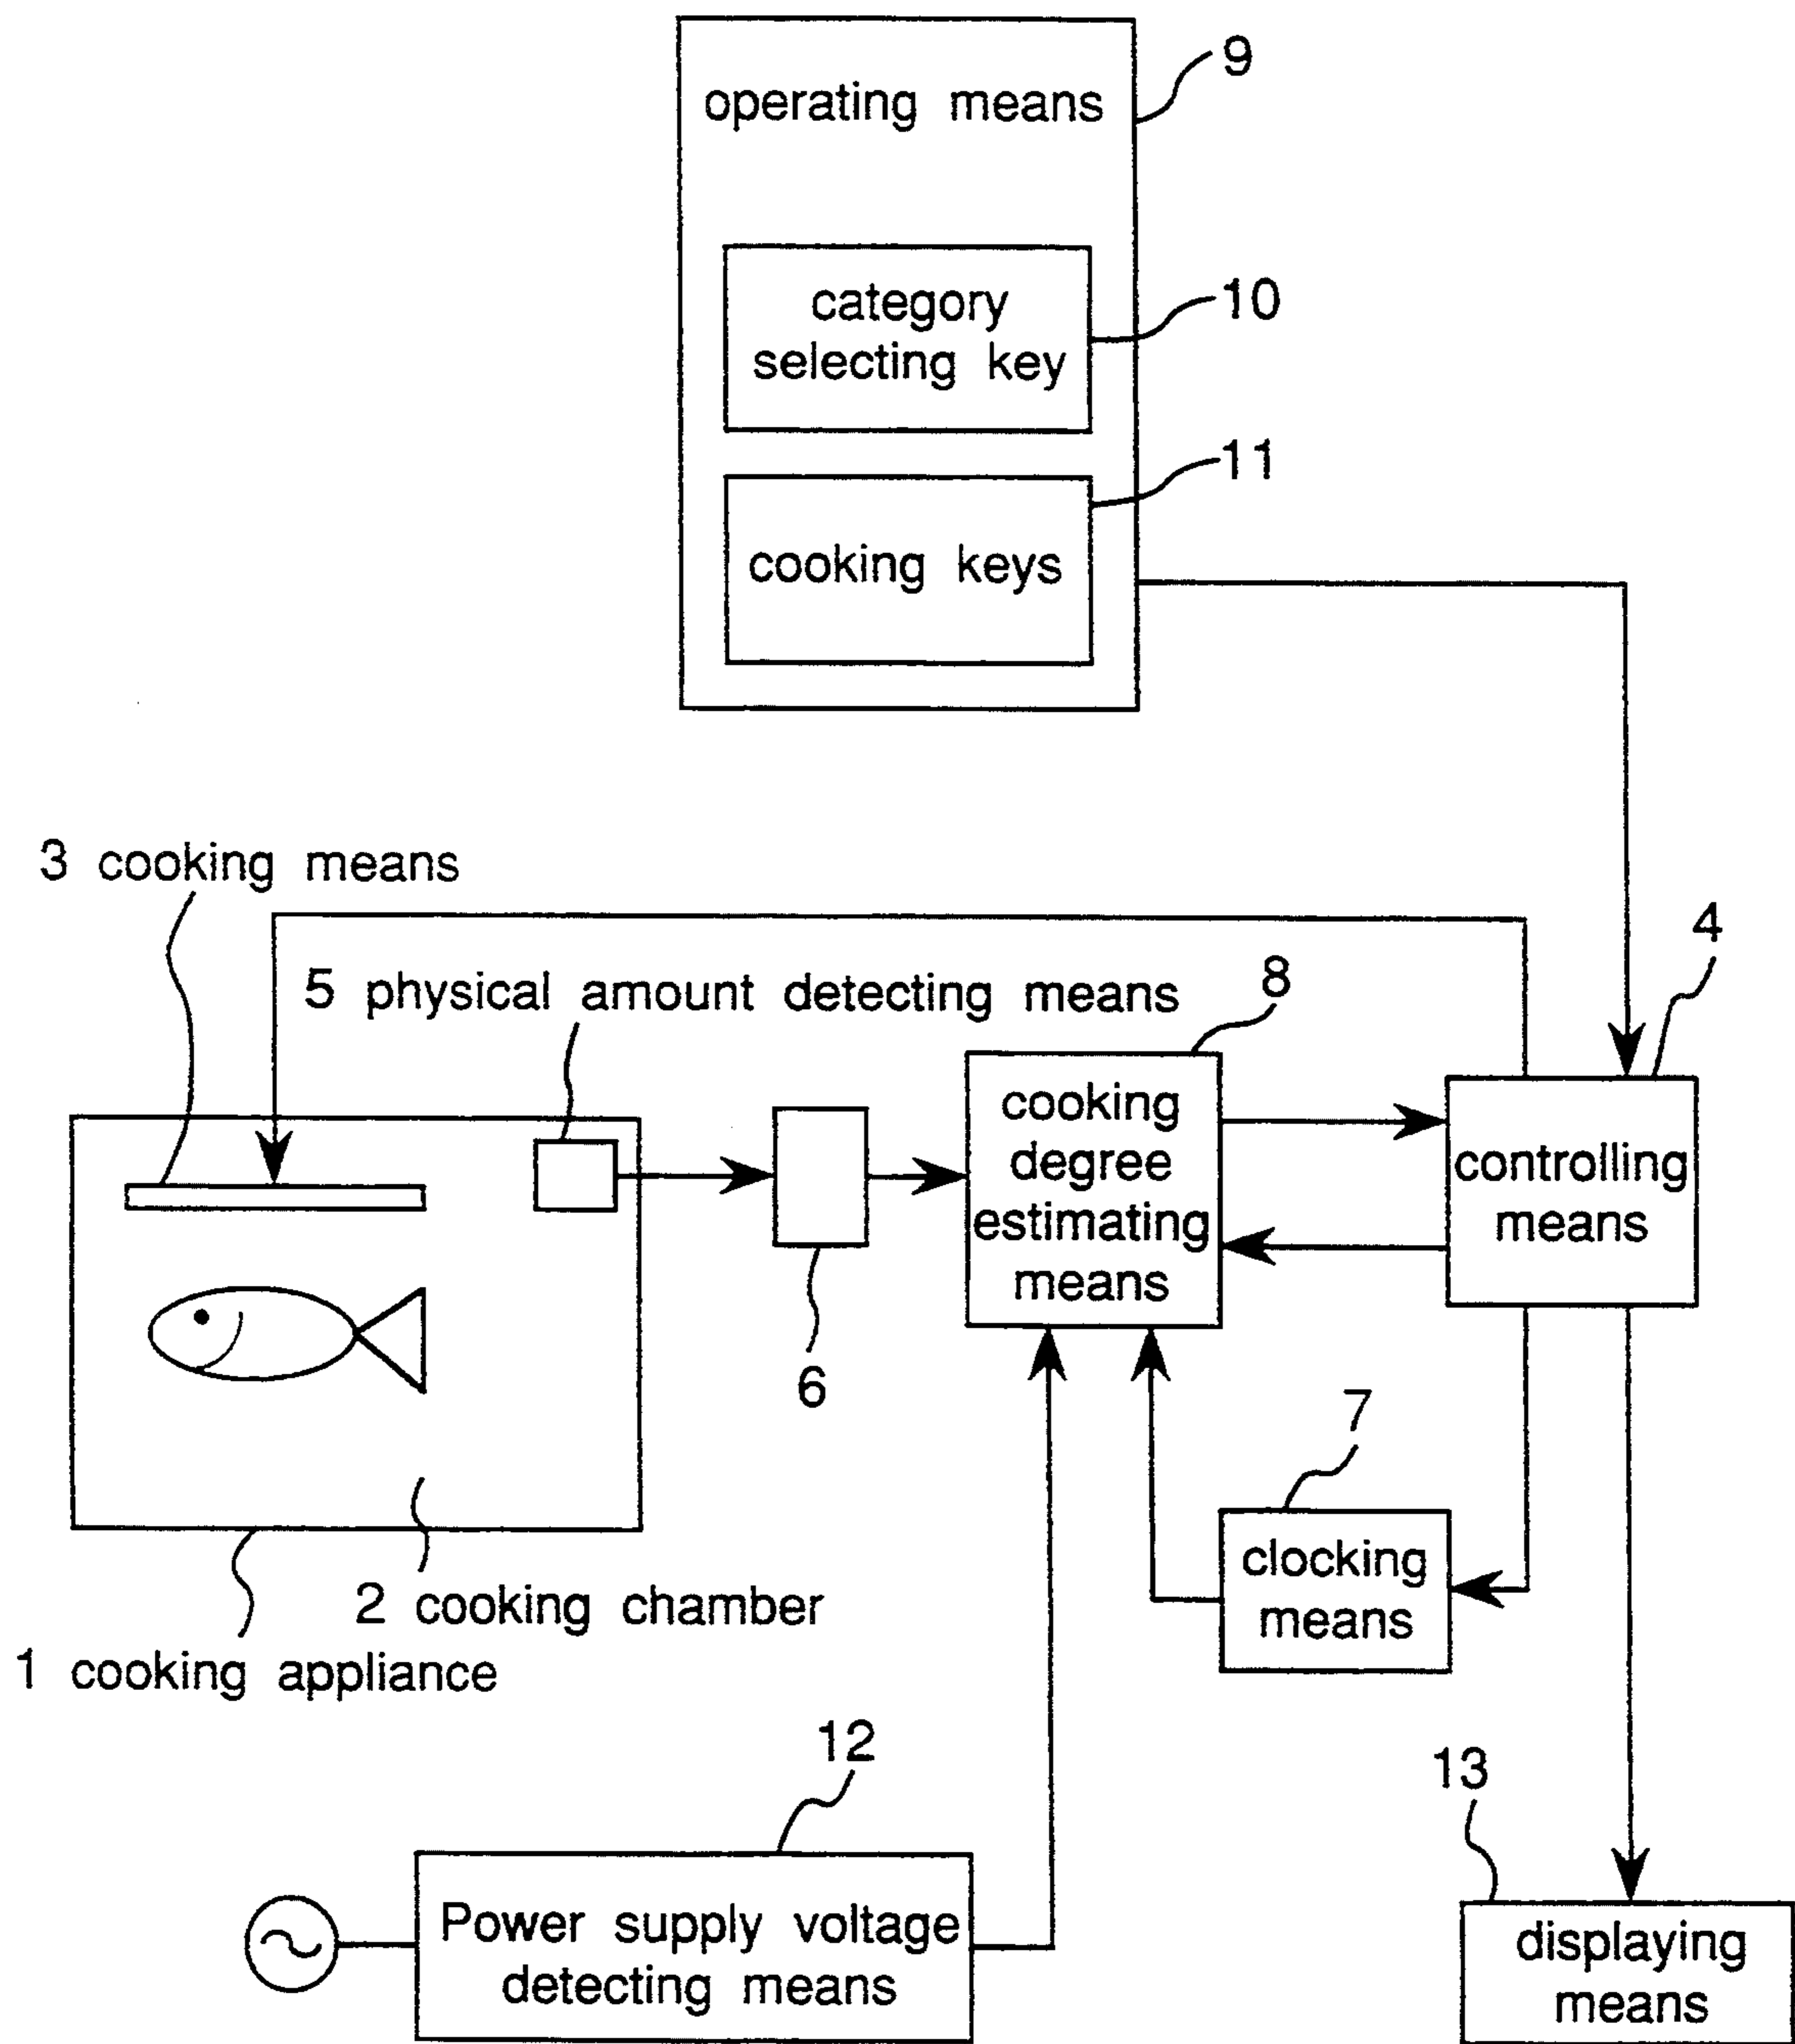 9
operating means
category
selecting key
10
11
cooking keys
3 cooking means
4
5 physical amount detecting means
8
cooking
degree
estimating
means
controlling
means
6
7
clocking
means
2 cooking chamber
1 cooking appliance
12
13
Power supply voltage
detecting means
displaying
means